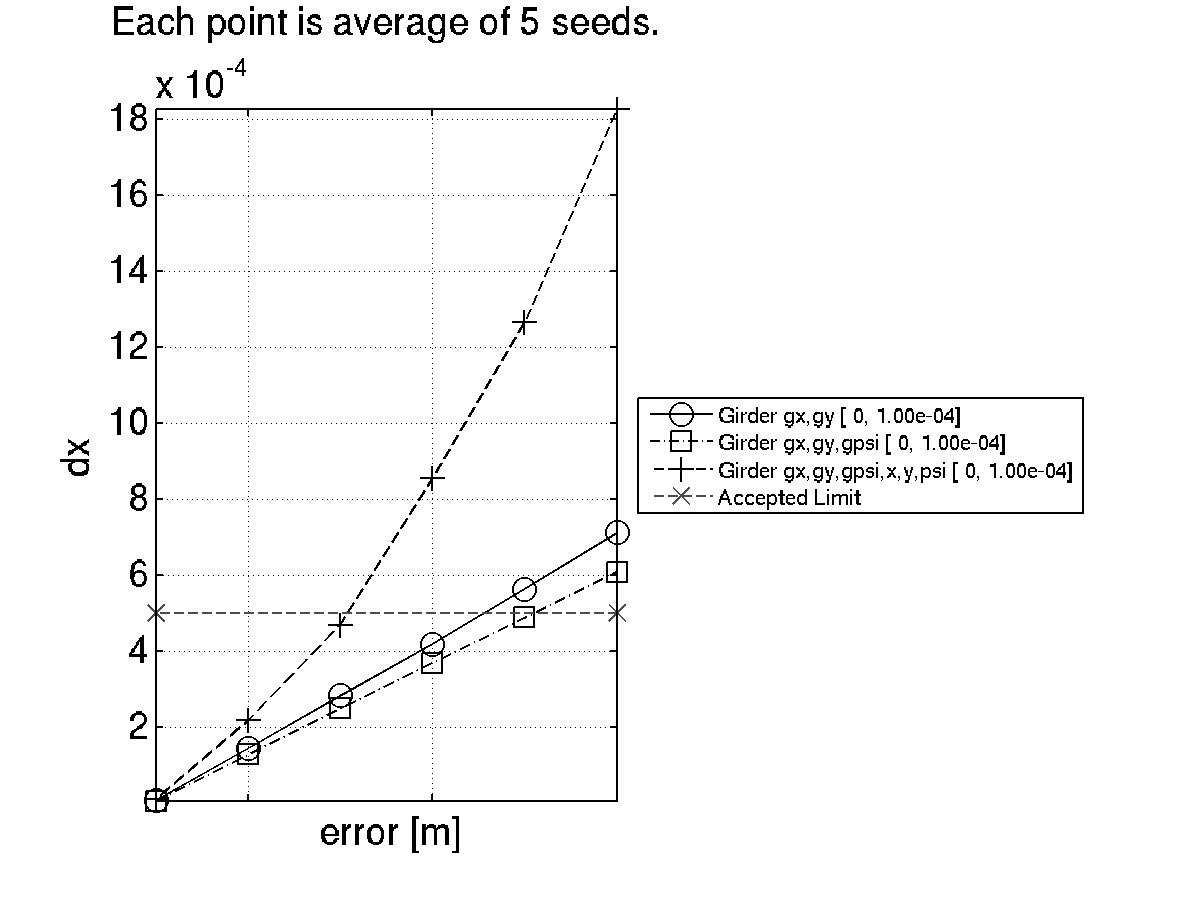 Each point is average of 5 seeds.
x 10-4
18
16
14
12
10
8
6
4
2
dx
error [m]
Girder gx,gy [ 0, 1.00e-04]
Girder gx,gy,gpsi [ 0, 1.00e-04]
Girder gx,gy,gpsi,x,y,psi [ 0, 1.00e-04]
Accepted Limit